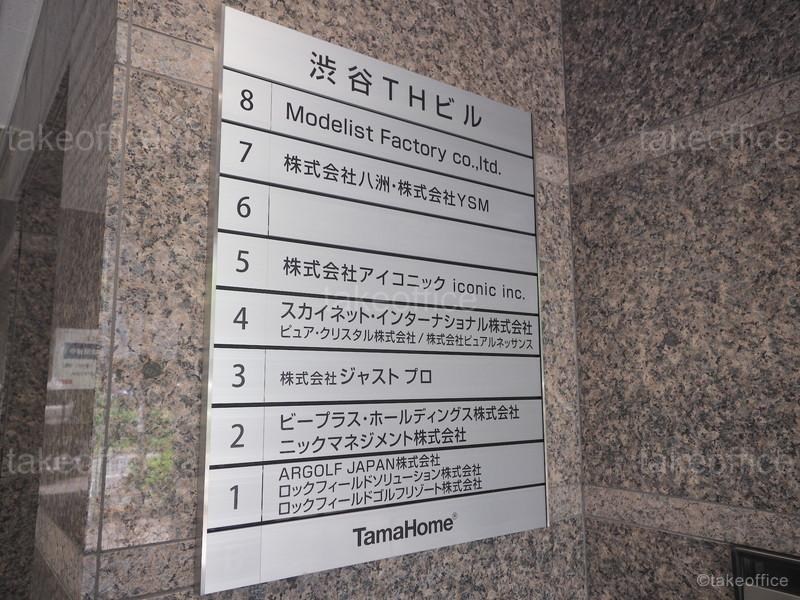 渋谷THビル
8 Modelist Factory co.,ltd.
7 株式会社八洲・株式会社YSM
6
5 株式会社アイコニック iconic inc.
4 スカイネット・インターナショナル株式会社
ピュア・クリスタル株式会社 / 株式会社ピュアルネッサンス
3 株式会社ジャスト プロ
2 ビープラス・ホールディングス株式会社
ニックマネジメント株式会社
1 ARGOLF JAPAN株式会社
ロックフィールドソリューション株式会社
ロックフィールドゴルフリゾート株式会社
TamaHome®
takeoffice
takeoffice
takeoffice
takeoffice
takeoffice
©takeoffice